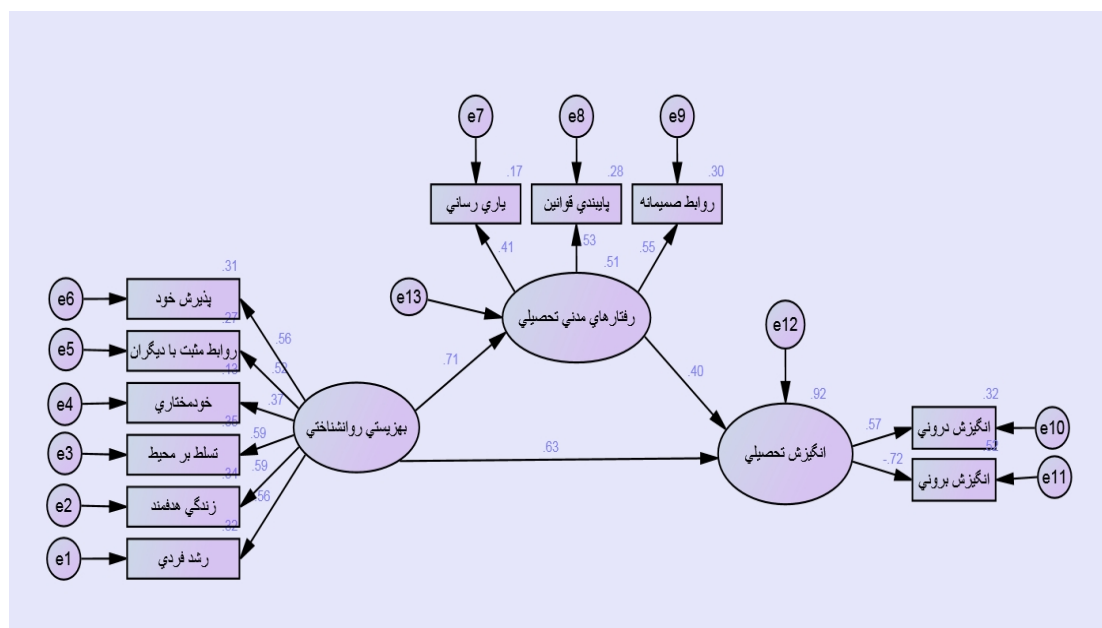 e7
e8
e9
.17
.28
.30
ياري رساني
پايبندي قوانين
روابط صميمانه
.41
.53
.55
.51
e13
رفتارهاي مدني تحصيلي
.31
e6
پذيرش خود
.27
e5
روابط مثبت با ديگران
.13
e4
خودمختاري
.35
e3
تسلط بر محيط
.34
e2
زندگي هدفمند
.32
e1
رشد فردي
.56
.52
.37
.59
.59
.56
بهزيستي روانشناختي
.71
.40
.63
e12
.92
انگيزش تحصيلي
.57
-.72
.32
انگيزش دروني
e10
.52
انگيزش بروني
e11